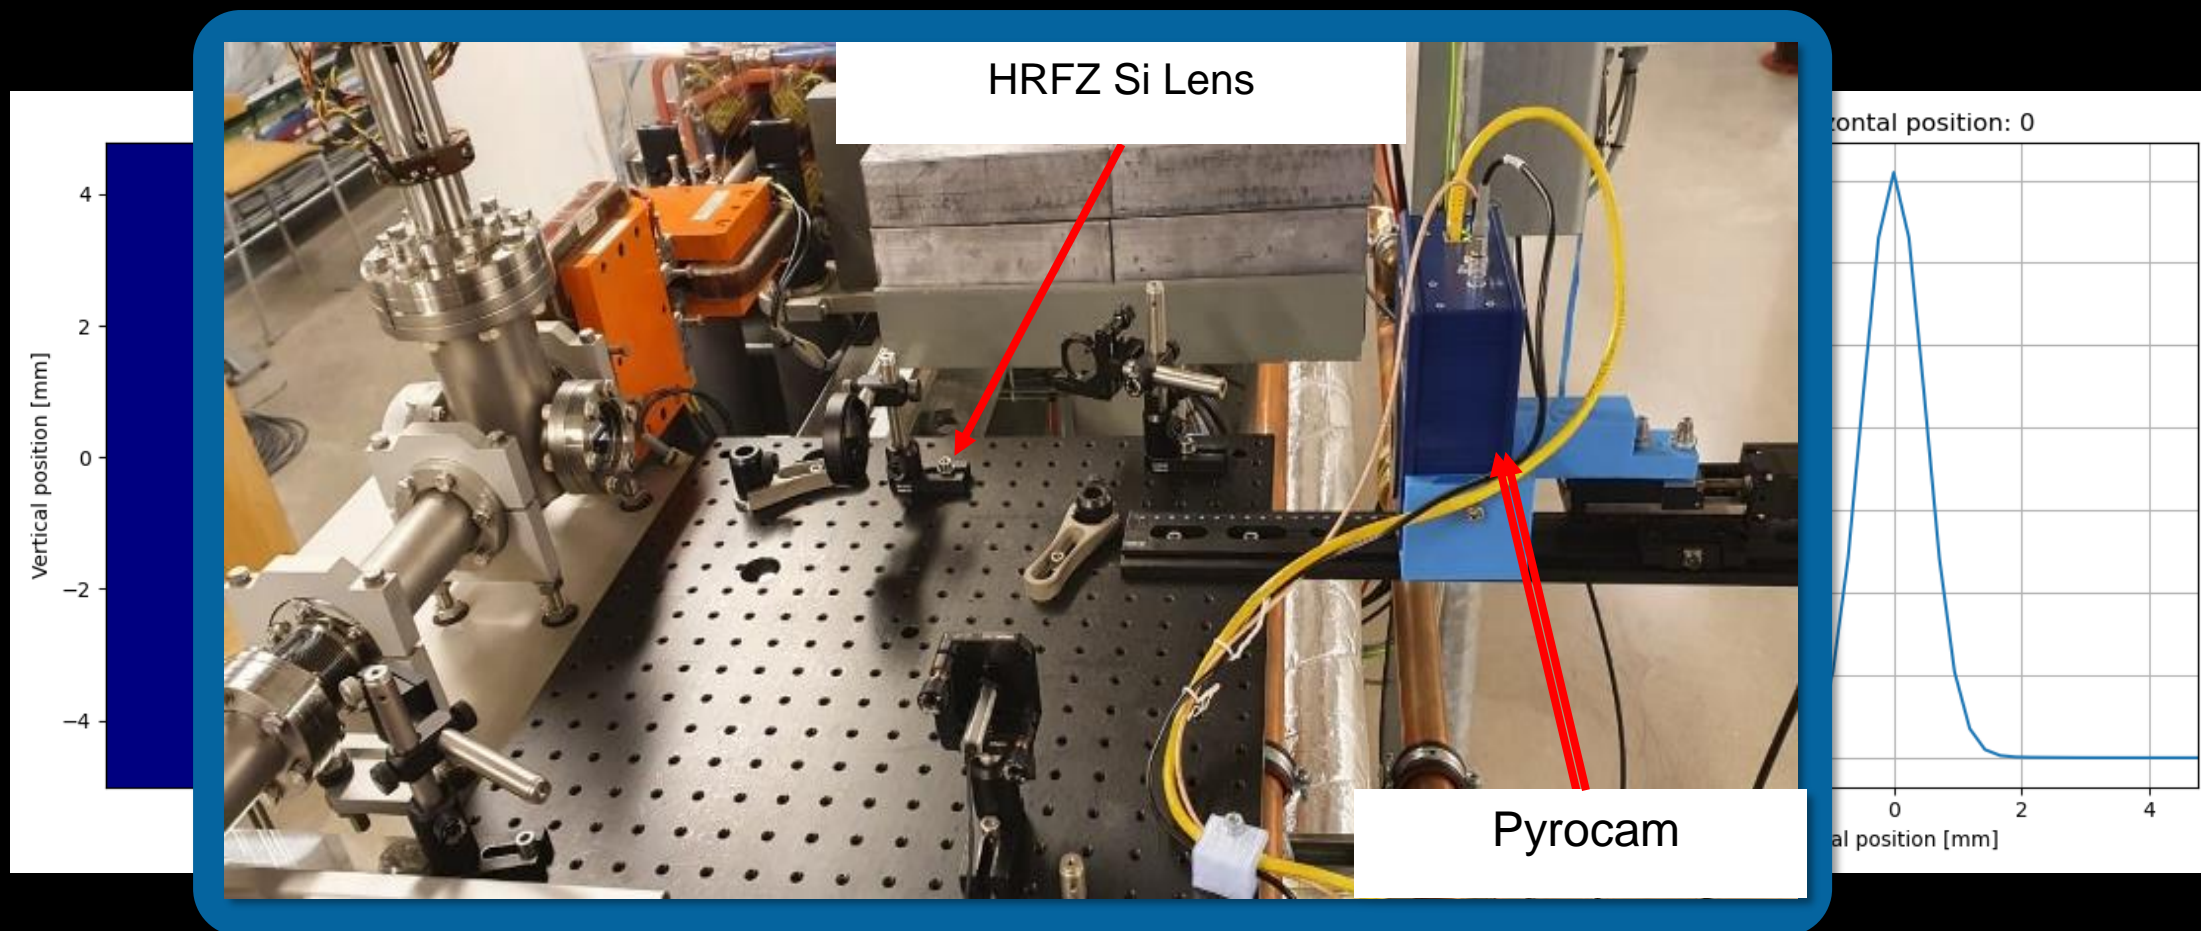 HRFZ Si Lens
Pyrocam
4
2
0
−2
−4
Vertical position [mm]
zontal position: 0
0
2
4
al position [mm]